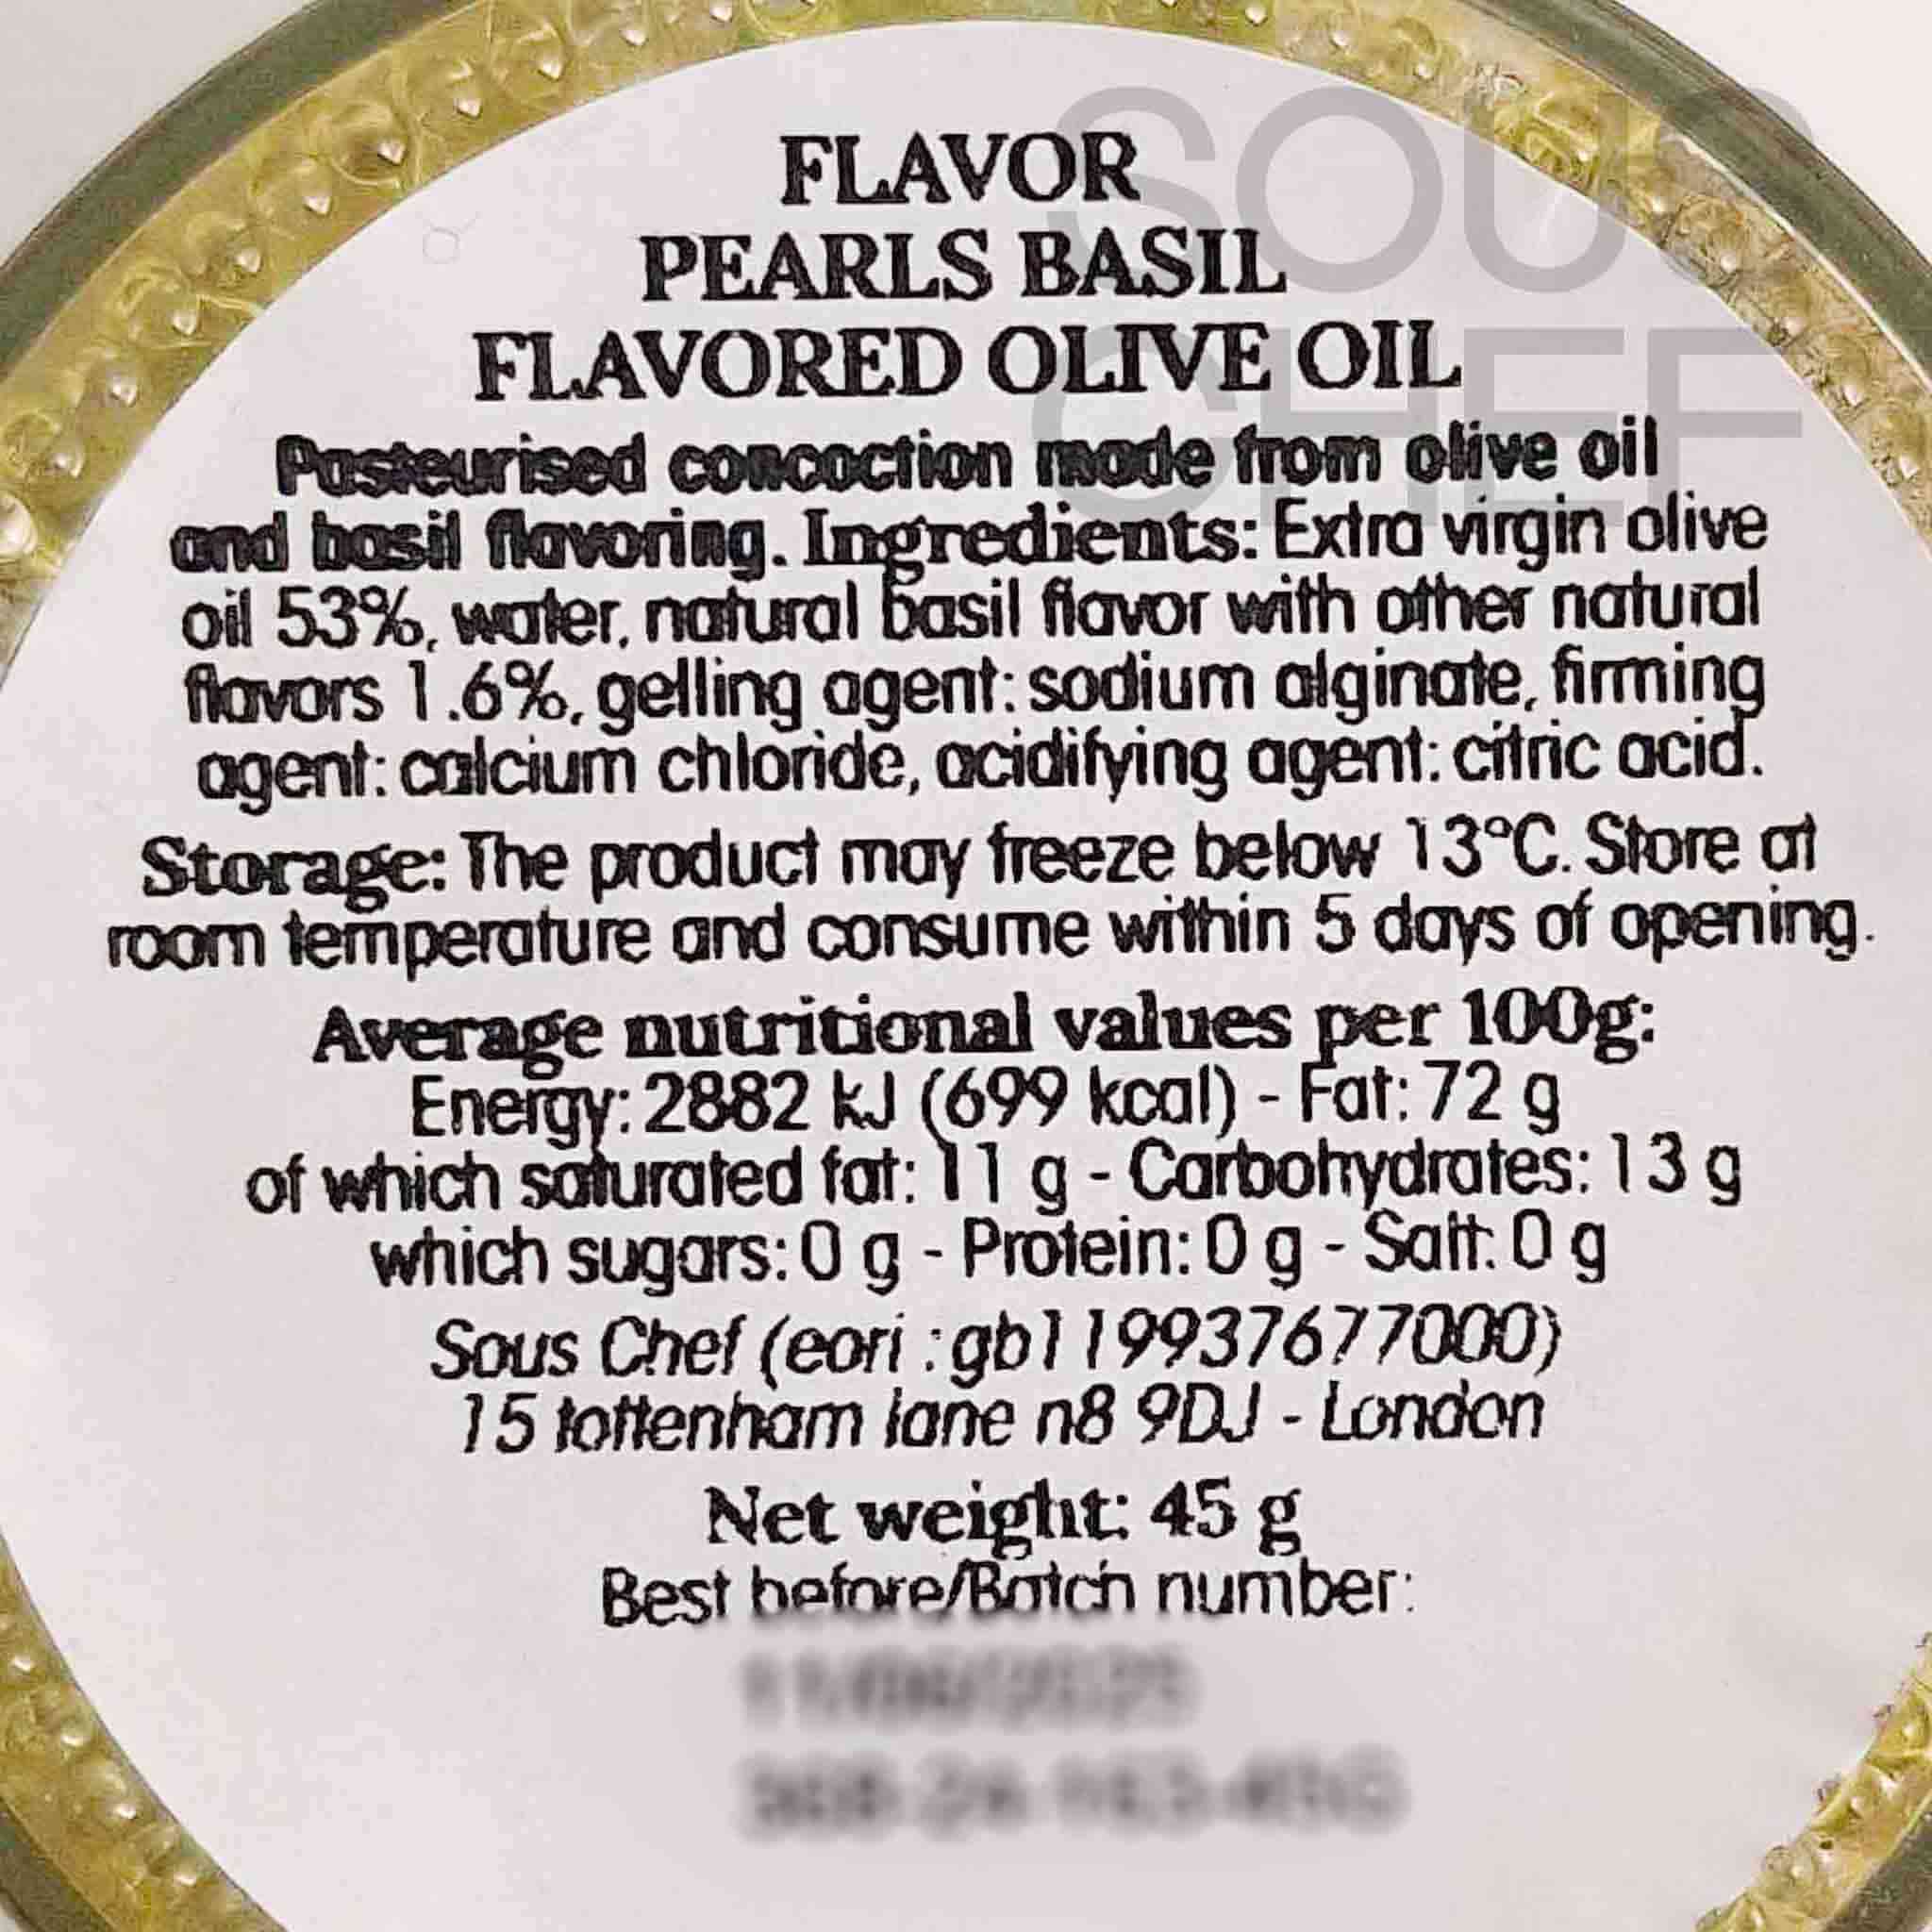 SOUS
CHEF
FLAVOR
PEARLS BASIL
FLAVORED OLIVE OIL
Pasteurised concoction made from olive oil
and basil flavoring. Ingredients: Extra virgin olive
oil 53%, water, natural basil flavor with other natural
flavors 1.6%, gelling agent: sodium alginate, firming
agent: calcium chloride, acidifying agent: citric acid.
Storage: The product may freeze below 13°C. Store at
room temperature and consume within 5 days of opening.
Average nutritional values per 100g:
Energy: 2882 kJ (699 kcal) - Fat: 72 g
of which saturated fat: 11 g - Carbohydrates: 13 g
which sugars: 0 g - Protein: 0 g - Salt: 0 g
Sous Chef (eori : gb119937677000)
15 tottenham lane n8 9DJ - London
Net weight: 45 g
Best before/Batch number: